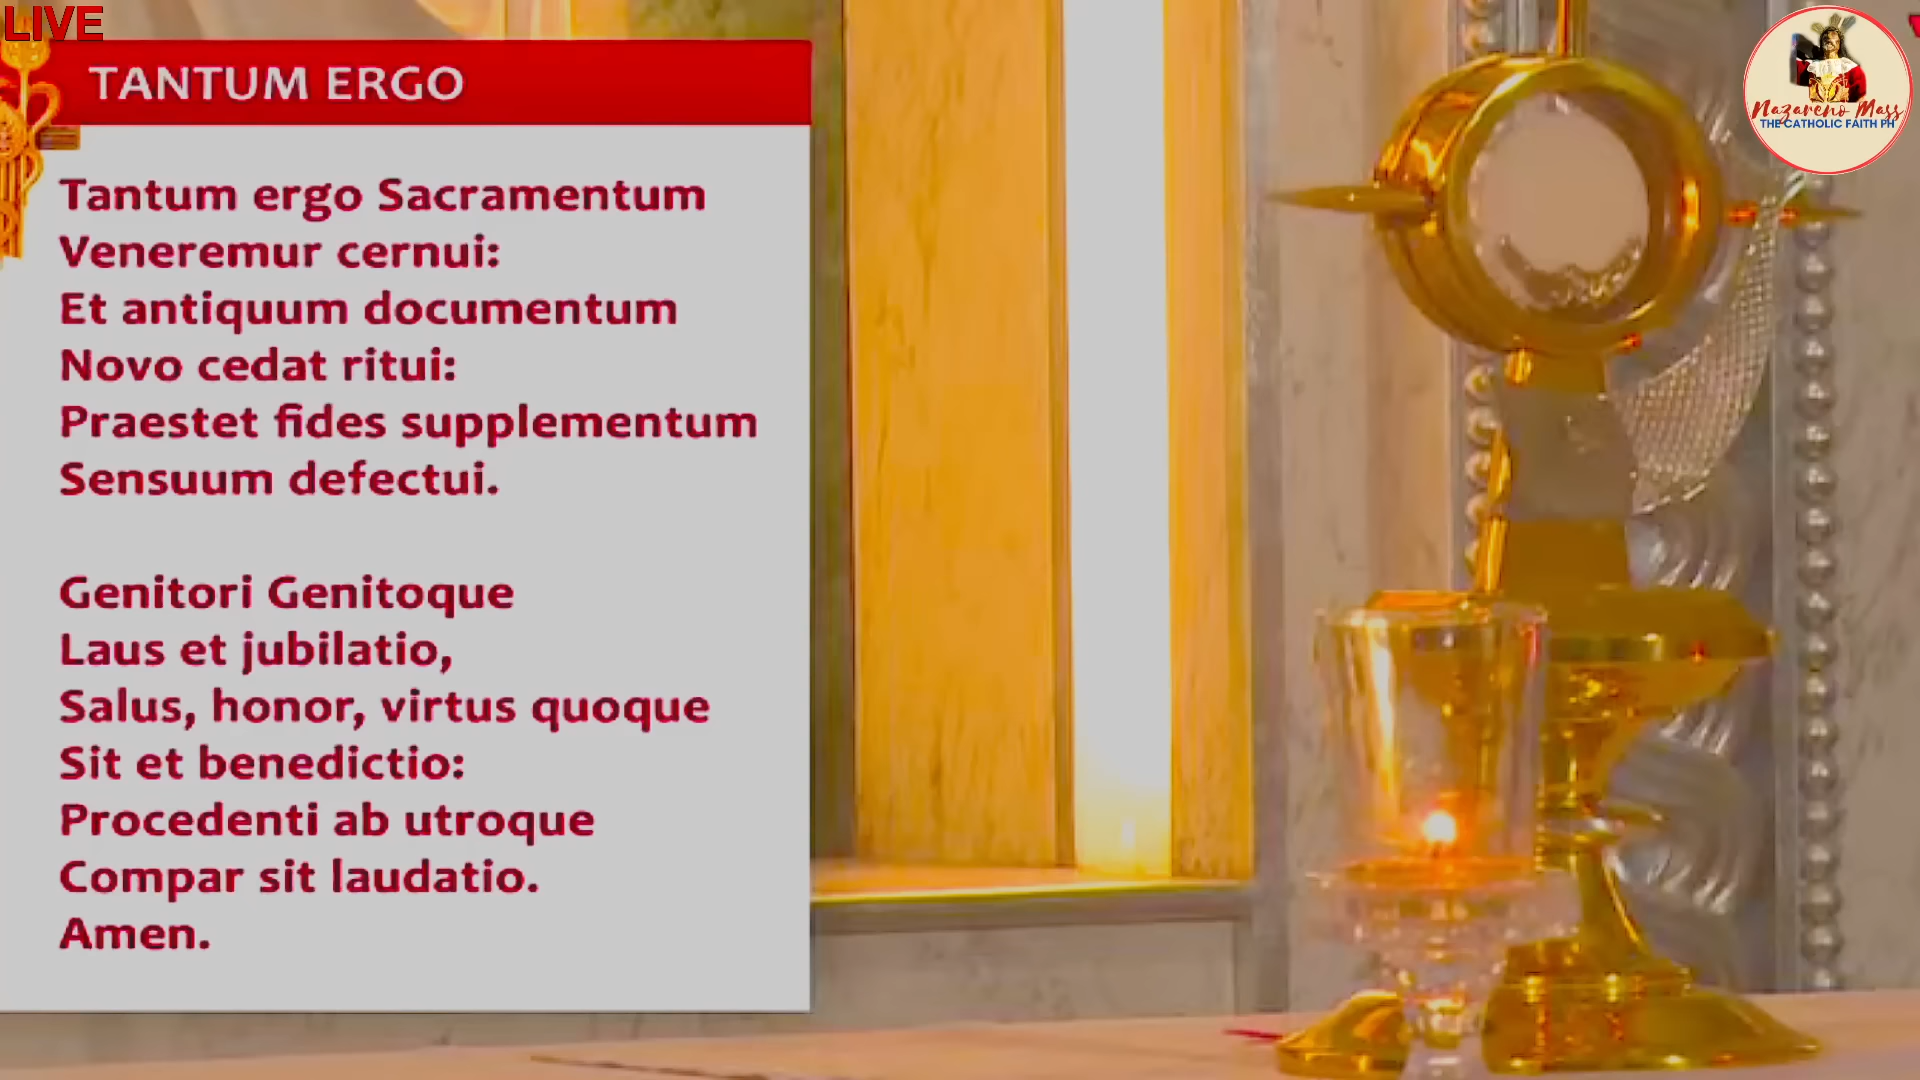 LIVE
TANTUM ERGO
Tantum ergo Sacramentum
Veneremur cernui:
Et antiquum documentum
Novo cedat ritui:
Praestet fides supplementum
Sensuum defectui.
Genitori Genitoque
Laus et jubilatio,
Salus, honor, virtus quoque
Sit et benedictio:
Procedenti ab utroque
Compar sit laudatio.
Amen.
Nazareno Mass
THE CATHOLIC FAITH PH